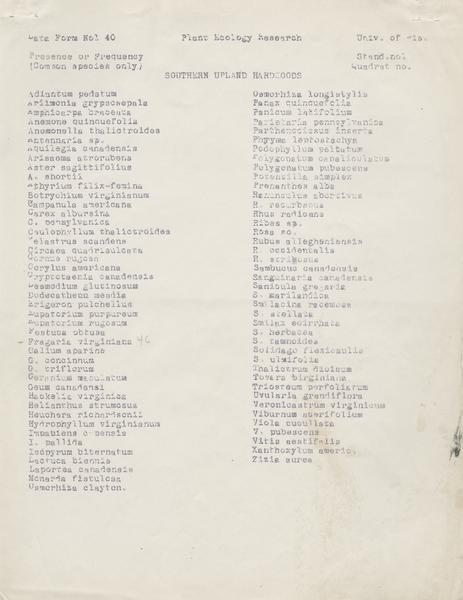 Data Form No1 40 Plant Ecology Research Univ. of Wis.
Presence or Frequency Stand.no1
(Common species only) Quadrat no.
SOUTHERN UPLAND HARDWOODS
Adiantum pedatum
Agrimonia gryposepala
Amphicarpa bracteata
Anemone quinquefolia
Anemonella thalictroides
Antennaria sp.
Aquilegia canadensis
Arisaema atrorubens
Aster sagittifolius
A. shortii
Athyrium filix-femina
Botrychium virginianum
Campanula americana
Carex albursina
C. pensylvanica
Caulophyllum thalictroides
Celastrus scandens
Circaea quadrisulcata
Cornus rugosa
Corylus americana
Cryptotaenia canadensis
Desmodium glutinosum
Dodecatheon meadia
Erigeron pulchellus
Eupatorium purpureum
Eupatorium rugosum
Festuca obtusa
- Fragaria virginiana 46
Galium aparine
G. concinnum
G. triflorum
Geranium maculatum
Geum canadensi
Hackelia virginica
Helianthus strumosus
Heuchera richardsonii
Hydrophyllum virginianum
Impatiens
I. pallida
Isopyrum biternatum
Lactuca biennis
Laportea canadensis
Monarda fistulosa
Osmorhiza clayton.
Osmorhiza longistylis
Panax quinquefolia
Panicum latifolium
Parietaria pennsylvanica
Parthenocissus inserta
Phryma leptostachya
Podophyllum peltatum
Polygonatum canaliculatum
Polygonatum pubescens
Potentilla simplex
Prenanthes alba
Ranunculus abortivus
R. recurbatus
Rhus radicans
Ribes sp.
Rosa sp.
Rubus allegheniensis
R. occidentalis
R. strigosus
Sambucus canadensis
Sanguinaria canadensis
Sanicula gregaria
S. marilandica
Smilacina racemosa
S. stellata
Smilax ecirrhata
S. herbacea
S. tamnoides
Solidago flexicaulis
S. ulmifolia
Thalictrum dioicum
Tovara birginiana
Triosteum perfoliatum
Uvularia grandiflora
Veronicastrum virginicum
Viburnum acerifolium
Viola cucullata
V. pubescens
Vitis aestifalis
Xanthoxylum americ.
Zizia aurea